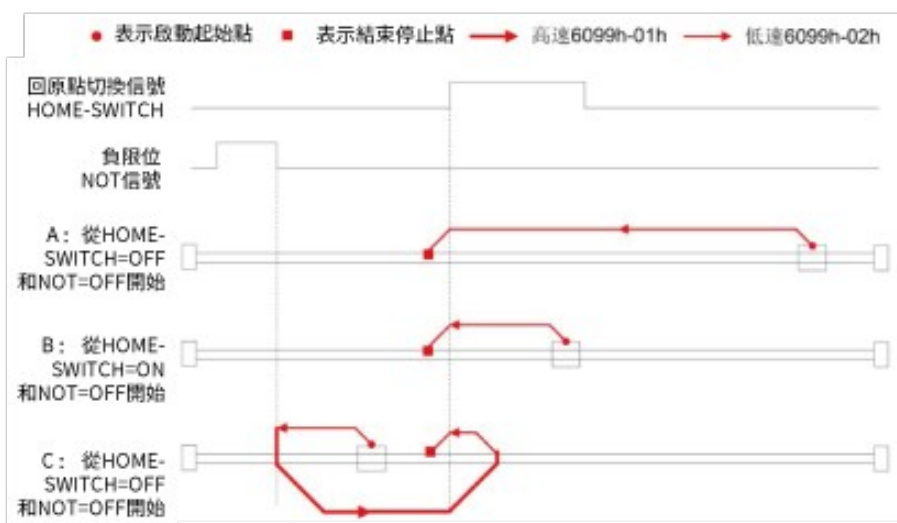 表示啟動起始點 表示結束停止點 高速6099h-01h 低速6099h-02h
回原點切換信號
HOME-SWITCH
負限位
NOT信號
A：從HOME-
SWITCH=OFF
和NOT=OFF開始
B：從HOME-
SWITCH=ON
和NOT=OFF開始
C：從HOME-
SWITCH=OFF
和NOT=OFF開始